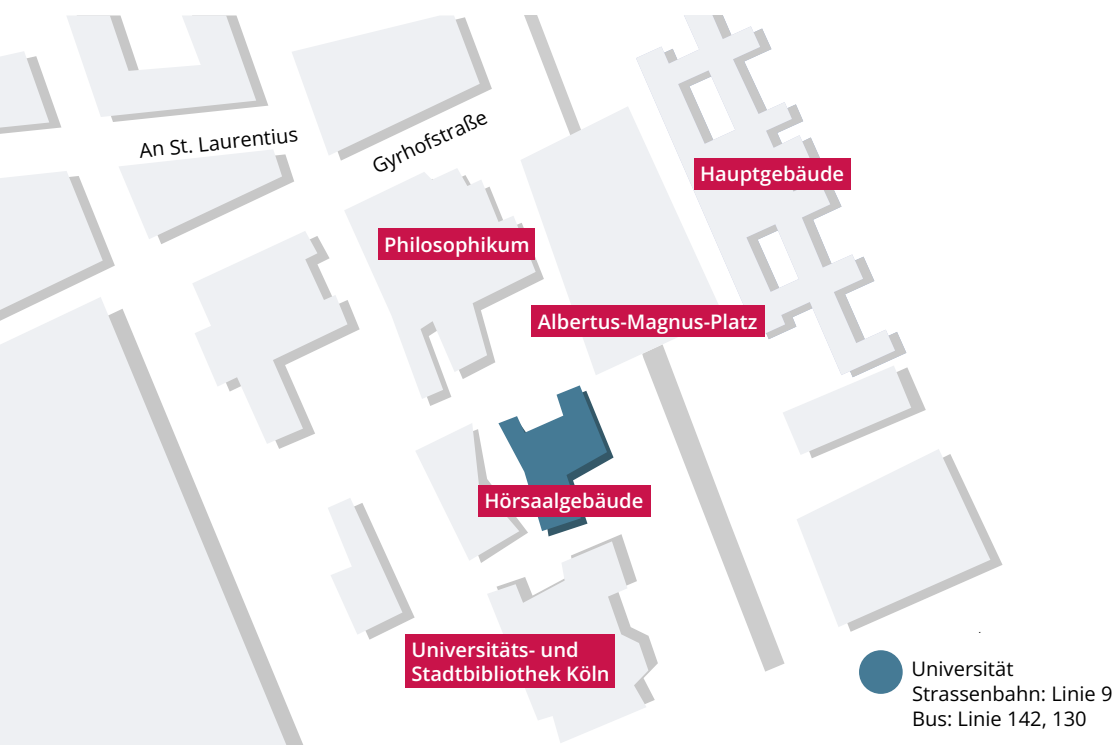 An St. Laurentius
Gyrhofstraße
Hauptgebäude
Philosophikum
Albertus-Magnus-Platz
Hörsaalgebäude
Universitäts- und
Stadtbibliothek Köln
Universität
Strassenbahn: Linie 9
Bus: Linie 142, 130